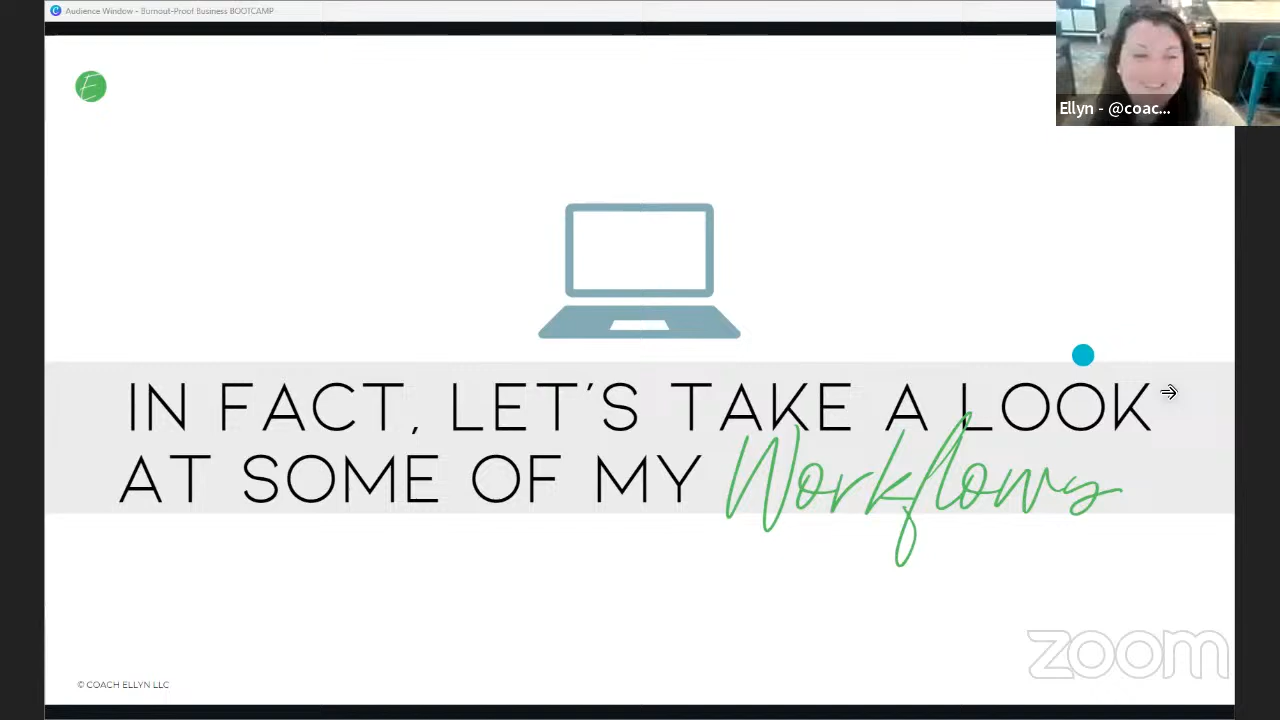 Audience Window - Burnout-Proof Business BOOTCAMP
Ellyn - @coac...
E
IN FACT, LET'S TAKE A LOOK
AT SOME OF MY Workflows
zoom
© COACH ELLYN LLC